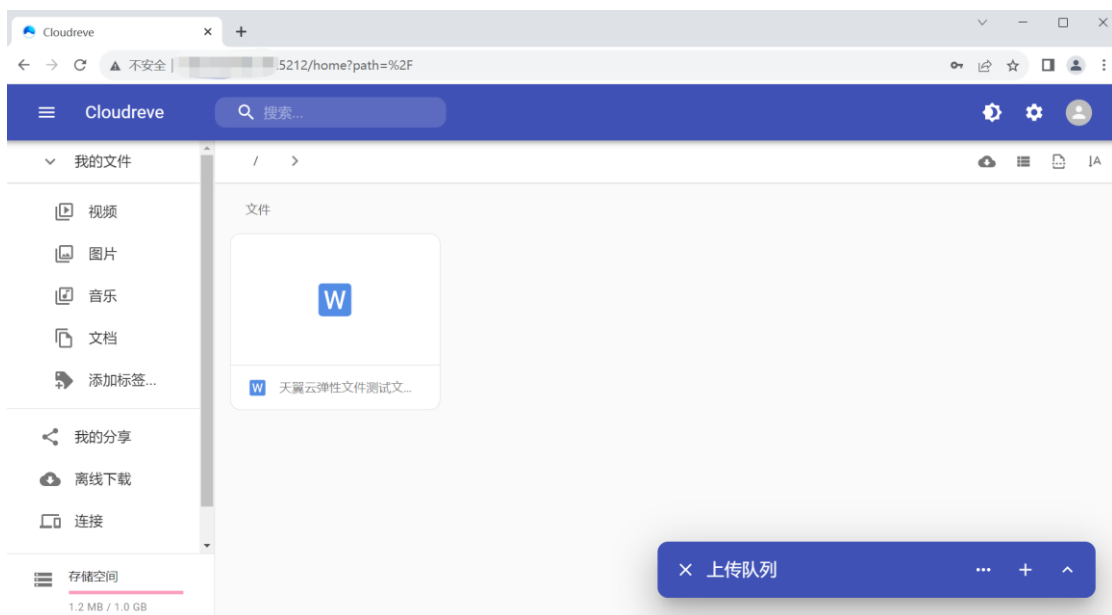 Cloudreve
不安全 | .5212/home?path=%2F
Cloudreve
搜索...
我的文件
/ >
视频
文件
图片
音乐
W
文档
添加标签...
W 天翼云弹性文件测试文...
我的分享
离线下载
连接
上传队列
存储空间
1.2 MB / 1.0 GB